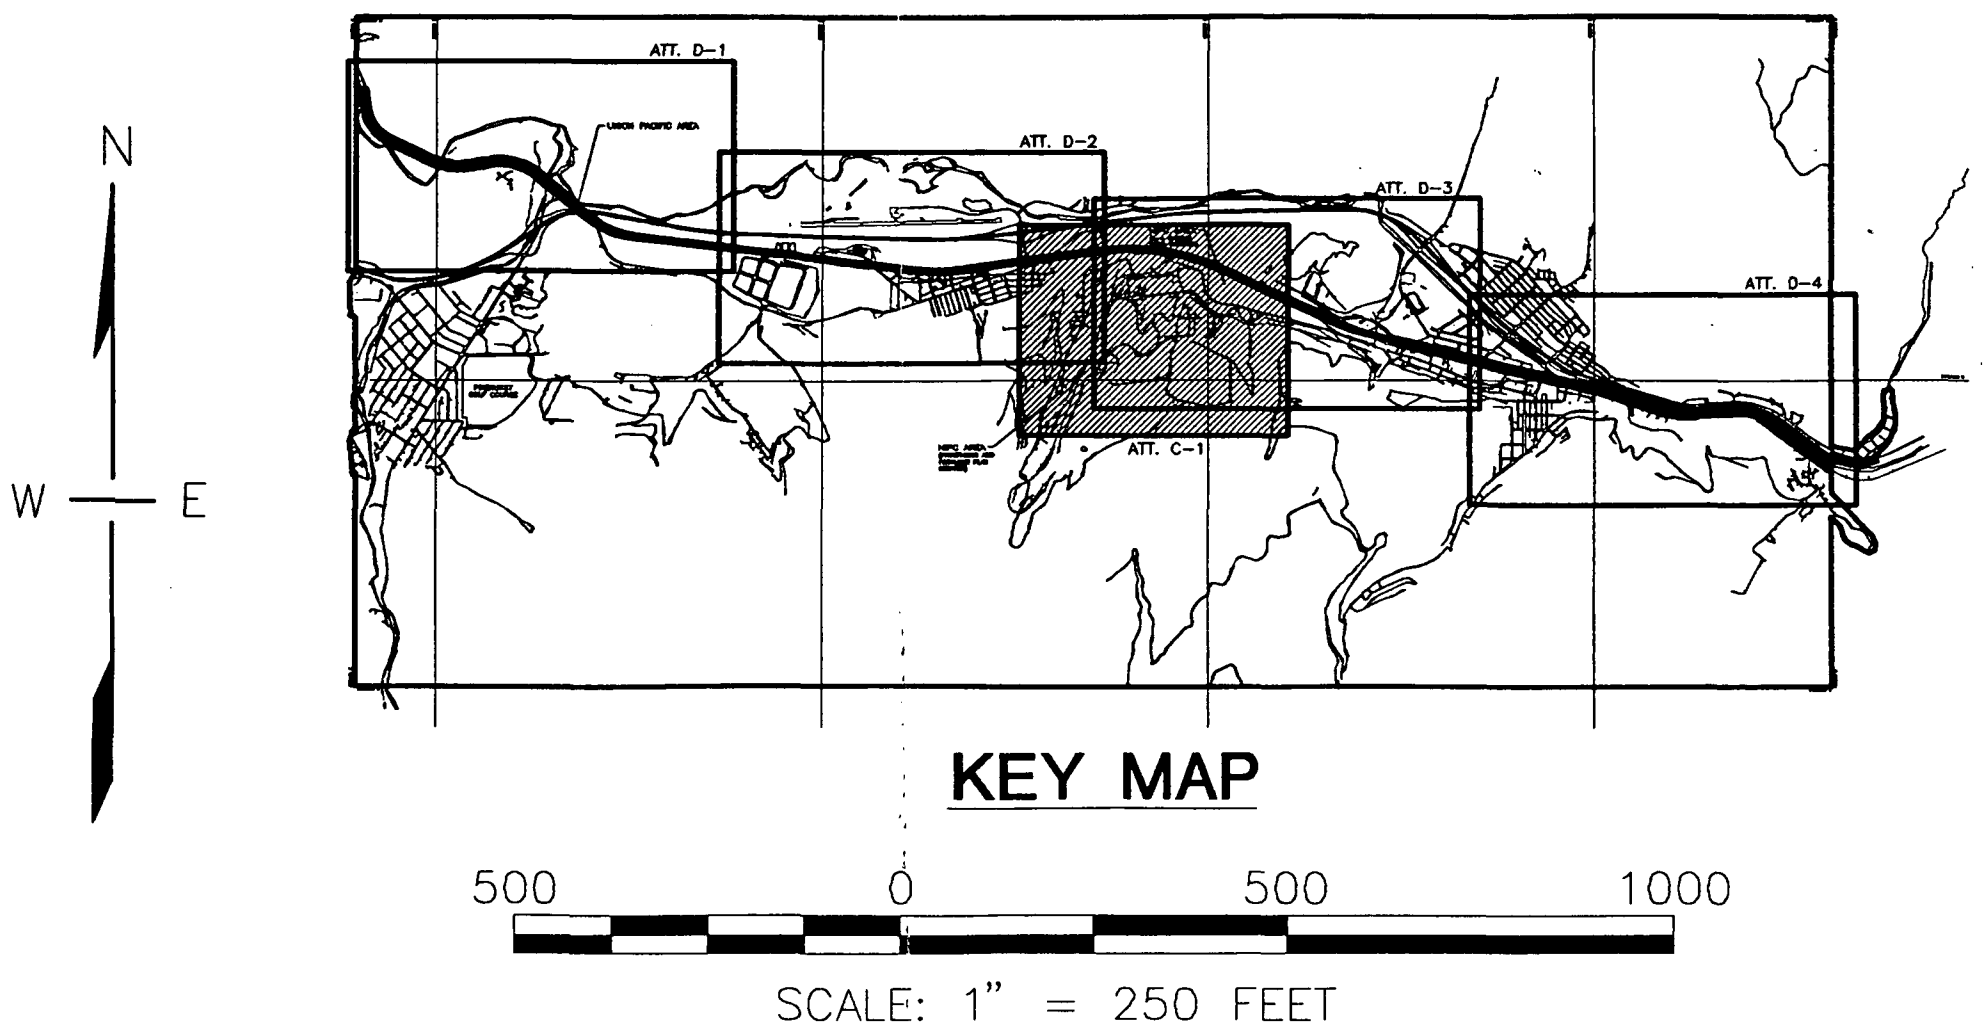 ATT. D-1
N
UNION PACIFIC AREA
ATT. D-2
ATT. D-3
ATT. D-4
W
E
ATT. C-1
KEY MAP
500 0 500 1000
SCALE: 1" = 250 FEET